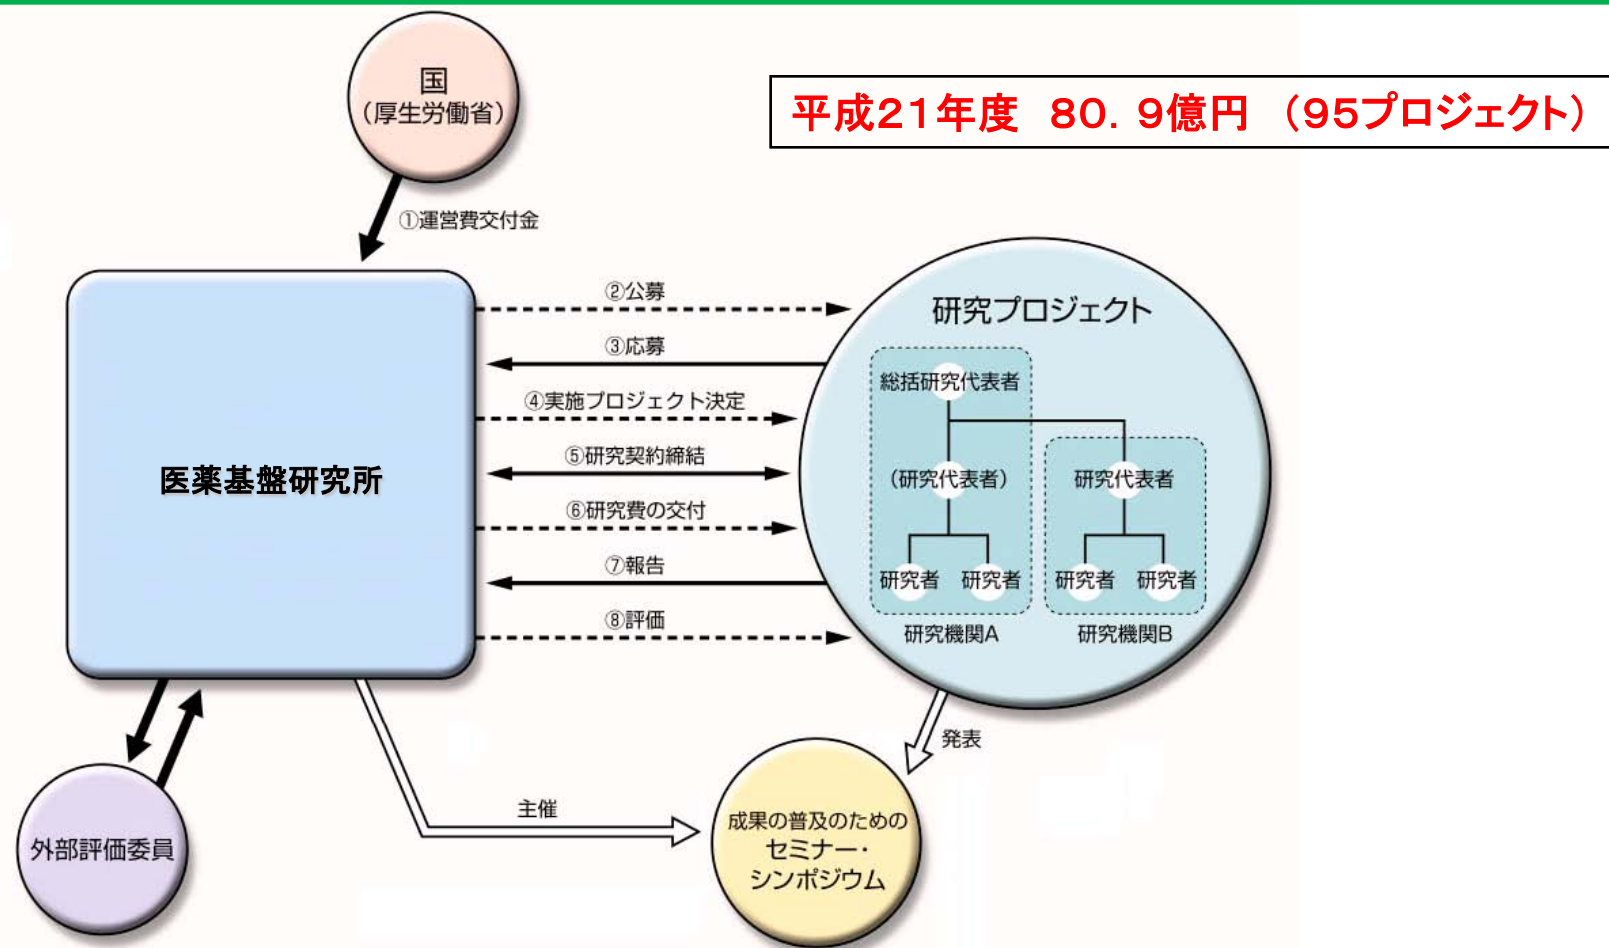 国
(厚生労働省)
平成21年度　80．9億円　(95プロジェクト)
①運営費交付金
②公募
③応募
④実施プロジェクト決定
⑤研究契約締結
⑥研究費の交付
⑦報告
⑧評価
医薬基盤研究所
研究プロジェクト
総括研究代表者
(研究代表者)
研究代表者
研究者
研究者
研究者
研究者
研究機関A
研究機関B
発表
主催
外部評価委員
成果の普及のための
セミナー・
シンポジウム